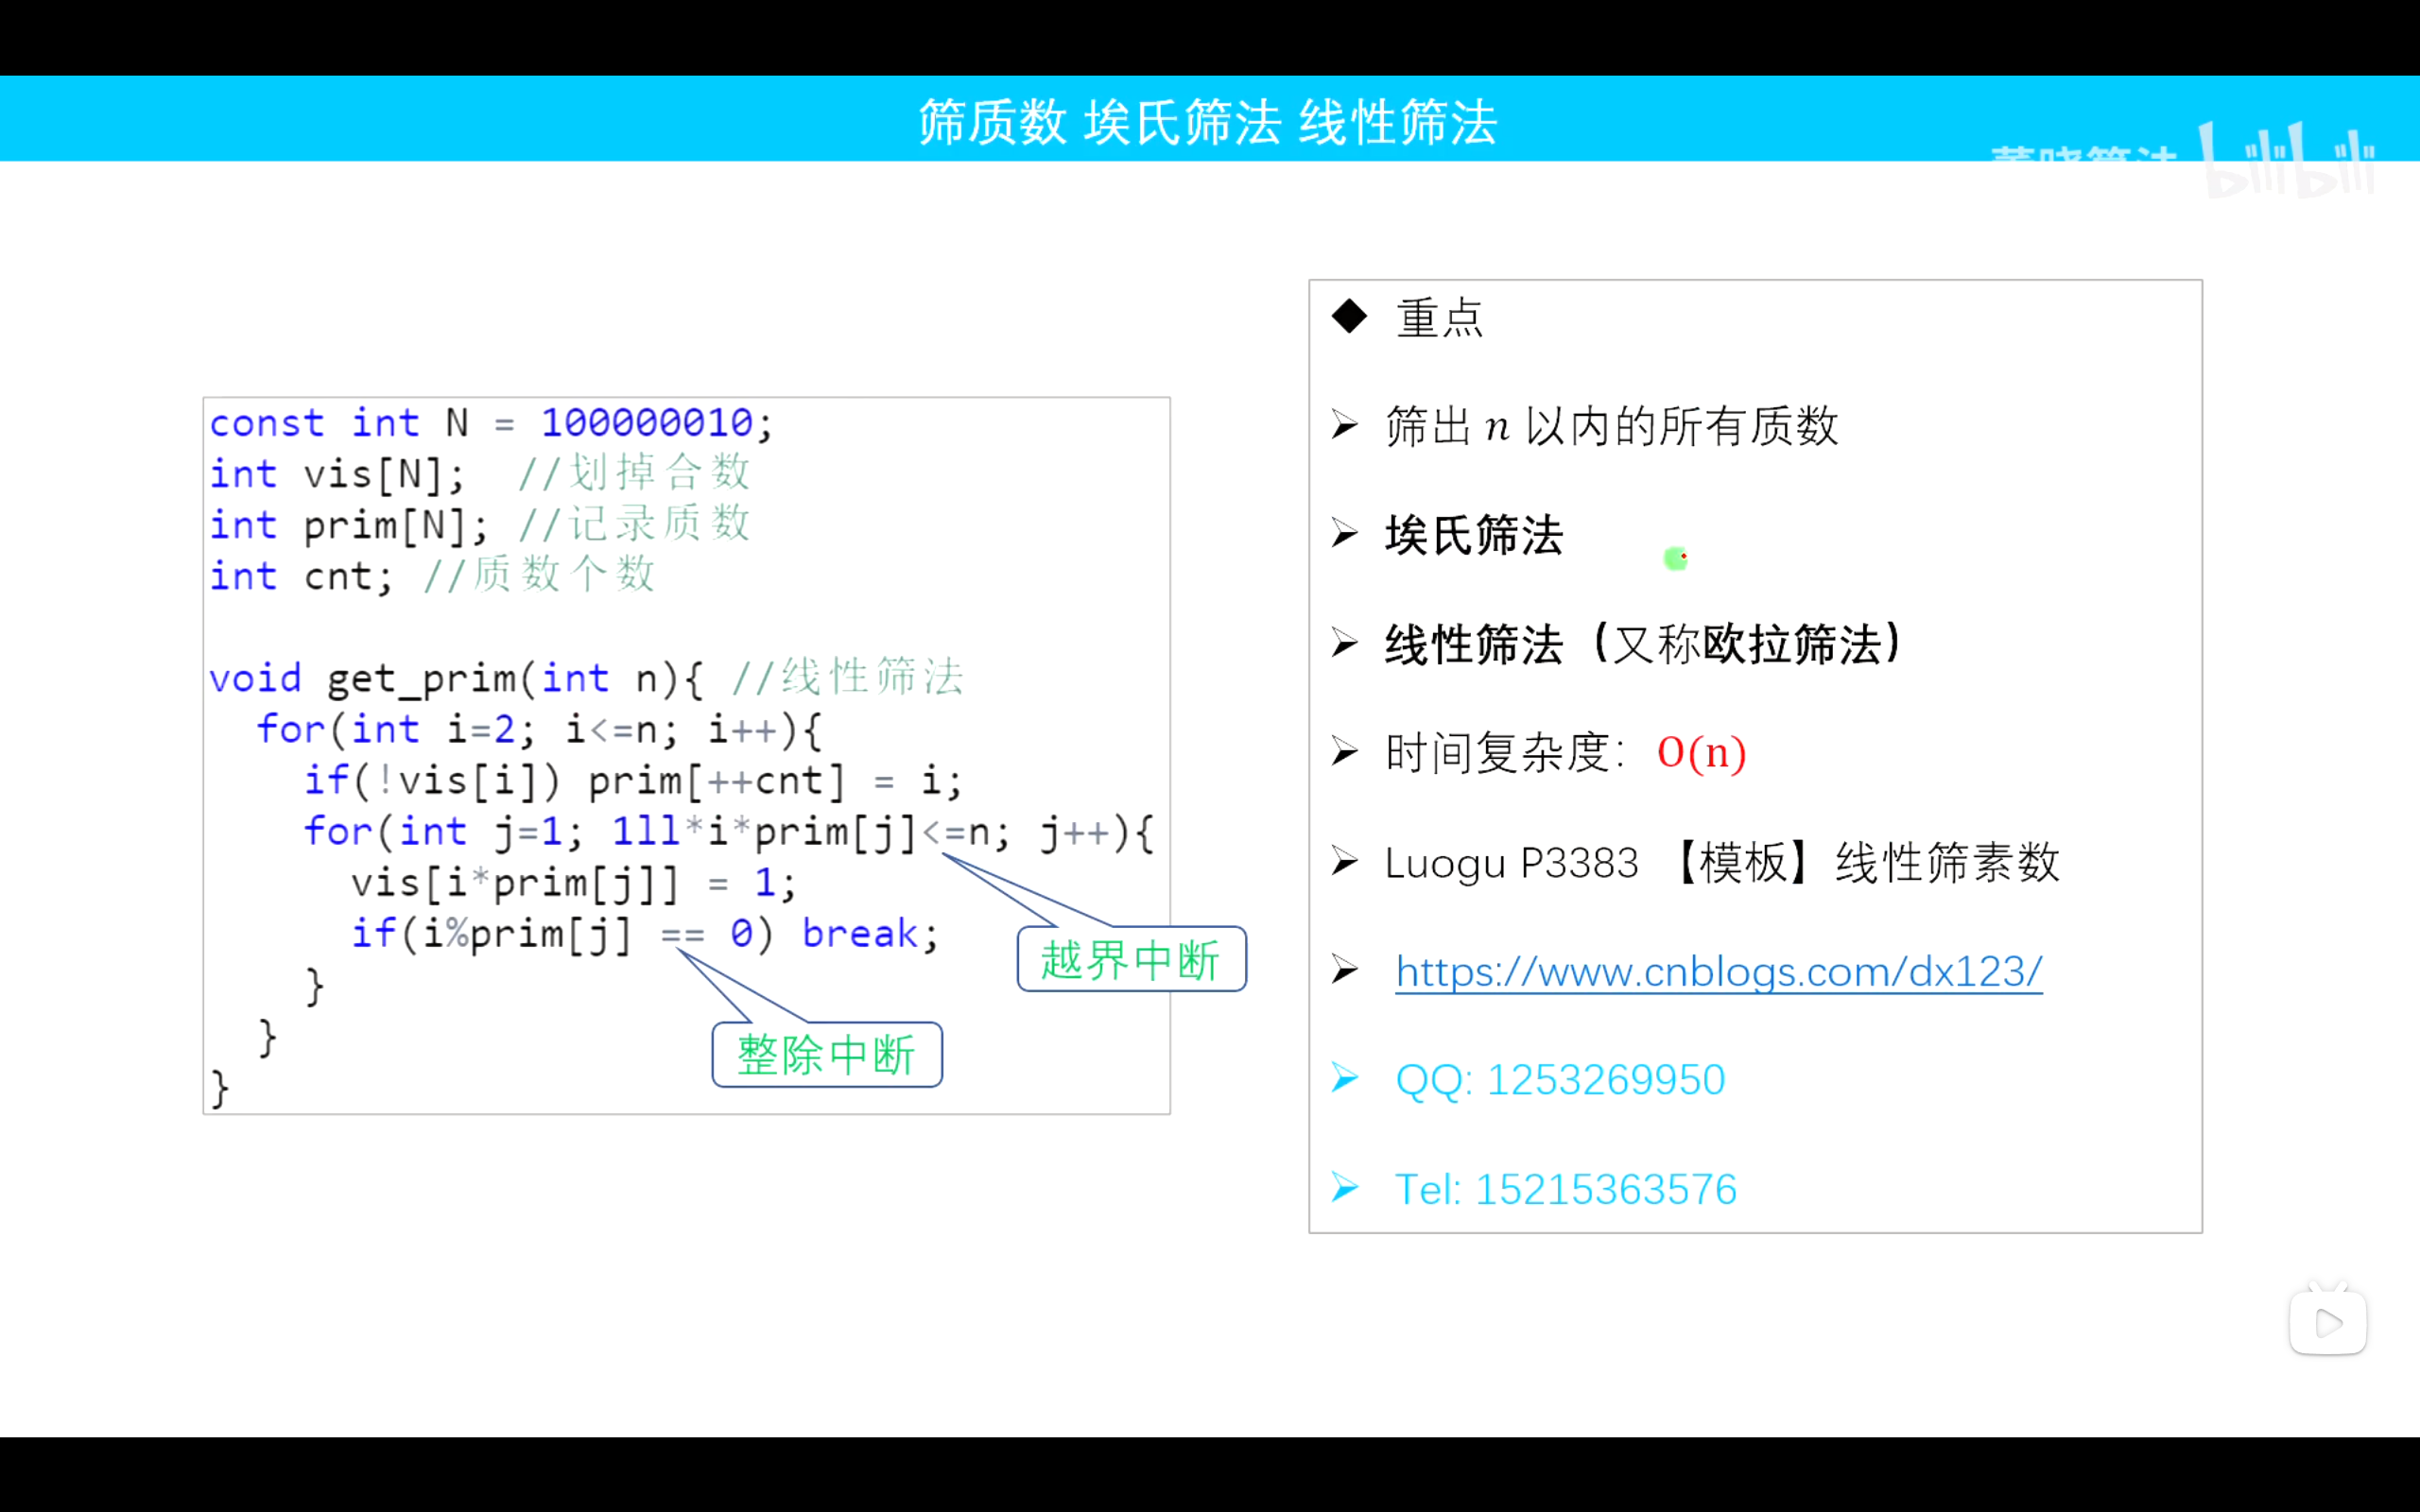 筛质数 埃氏筛法 线性筛法
bilibili
const int N = 100000010;
int vis[N];  //划掉合数
int prim[N]; //记录质数
int cnt; //质数个数
void get_prim(int n){ //线性筛法
  for(int i=2; i<=n; i++){
    if(!vis[i]) prim[++cnt] = i;
    for(int j=1; 1ll*i*prim[j]<=n; j++){
      vis[i*prim[j]] = 1;
      if(i%prim[j] == 0) break;
    }
  }
}
越界中断
整除中断
◆ 重点
➢ 筛出 n 以内的所有质数
➢ 埃氏筛法
➢ 线性筛法（又称欧拉筛法）
➢ 时间复杂度：O(n)
➢ Luogu P3383 【模板】线性筛素数
➢ https://www.cnblogs.com/dx123/
➢ QQ: 1253269950
➢ Tel: 15215363576